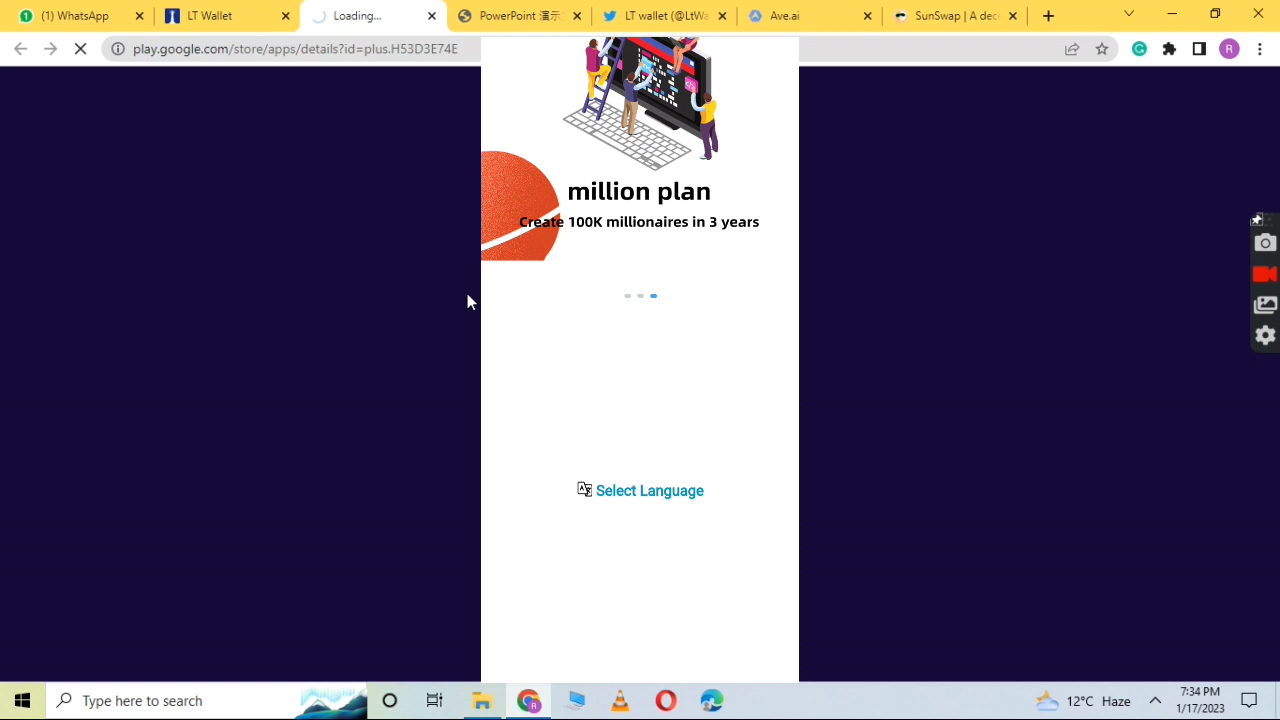 (1) WhatsApp
LT Wallet
Loading...
PowerPoint 演示
LT wallet (@LtWa
Ave.ai
SunSwap | A dec
play.google.com/store/apps/details?id=plus.H53D3E74E
R
million plan
Create 100K millionaires in 3 years
Select Language
Type here to search
12°C Haze
7:34 PM
1/17/2023